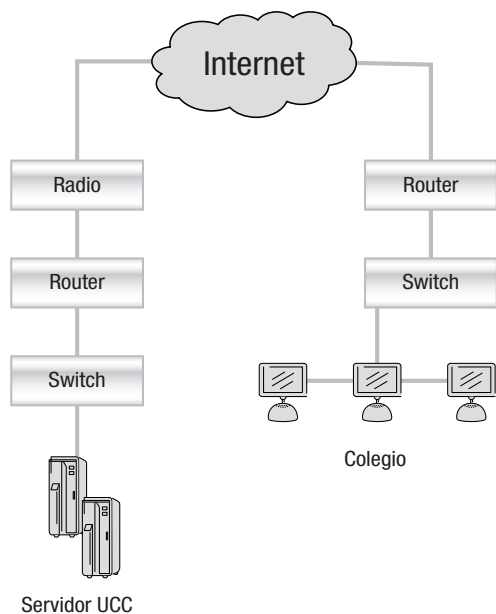 Internet
Radio
Router
Router
Switch
Switch
Colegio
Servidor UCC